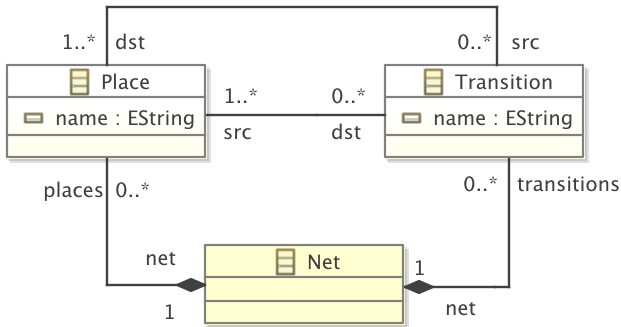 1..* dst
0..* src
Place
Transition
name : EString
1..*
0..*
name : EString
src
dst
places 0..*
0..* transitions
net
Net
1
1
net